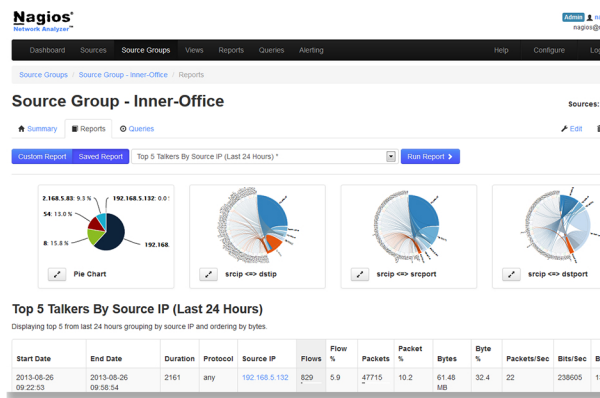 Nagios®
Network Analyzer™
Admin
nagios@
Dashboard Sources Source Groups Views Reports Queries Alerting Help Configure Log
Source Groups / Source Group - Inner-Office / Reports
Source Group - Inner-Office
Sources:
Summary Reports Queries Edit
Custom Report Saved Report Top 5 Talkers By Source IP (Last 24 Hours) * Run Report
2.168.5.83: 9.3 % 192.168.5.132: 0.0
54: 13.0 %
8: 15.8 % 192.168.
Pie Chart srcip <=> dstip srcip <=> srcport srcip <=> dstport
Top 5 Talkers By Source IP (Last 24 Hours)
Displaying top 5 from last 24 hours grouping by source IP and ordering by bytes.
Start Date End Date Duration Protocol Source IP Flows Flow % Packets Packet % Bytes Byte % Packets/Sec Bits/Sec
2013-08-26 09:22:53 2013-08-26 09:58:54 2161 any 192.168.5.132 829 5.9 47715 10.2 61.48 MB 32.4 22 238605